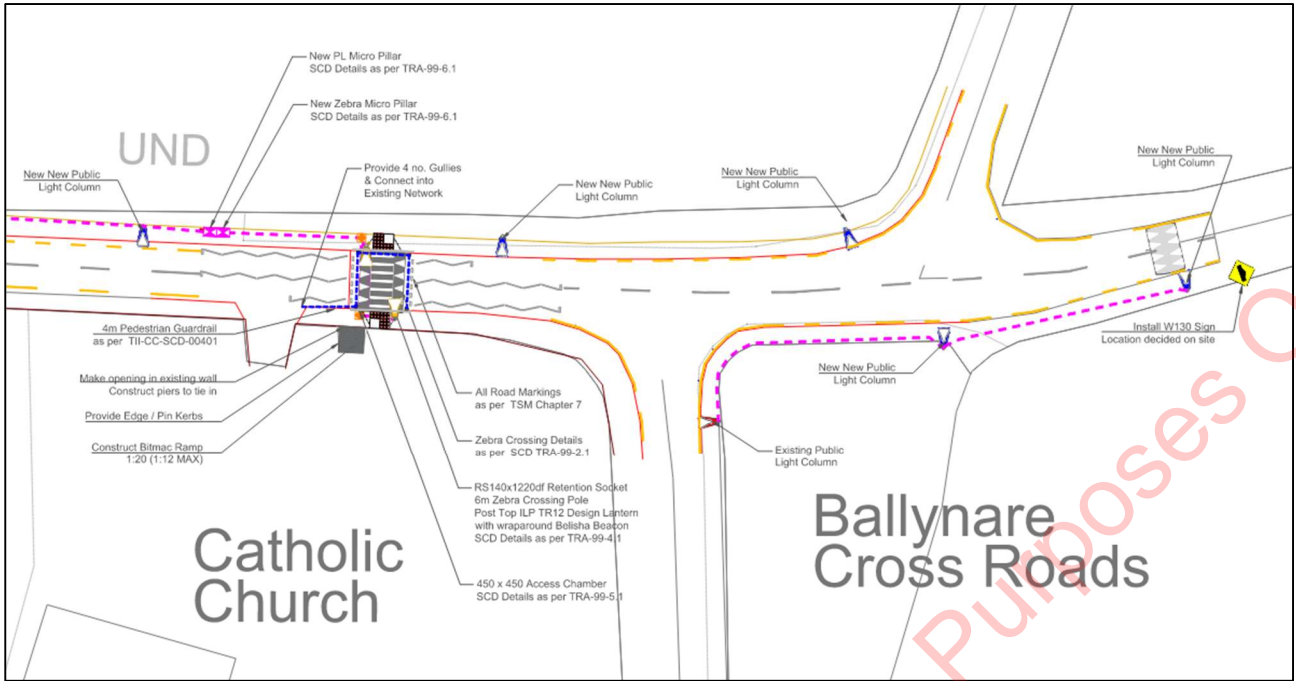 New PL Micro Pillar
SCD Details as per TRA-99-6.1
New Zebra Micro Pillar
SCD Details as per TRA-99-6.1
UND
New New Public
Light Column
Provide 4 no. Gullies
& Connect into
Existing Network
New New Public
Light Column
New New Public
Light Column
New New Public
Light Column
4m Pedestrian Guardrail
as per TII-CC-SCD-00401
Make opening in existing wall
Construct piers to tie in
Provide Edge / Pin Kerbs
Construct Bitmac Ramp
1:20 (1:12 MAX)
All Road Markings
as per TSM Chapter 7
Zebra Crossing Details
as per SCD TRA-99-2.1
RS140x1220df Retention Socket
6m Zebra Crossing Pole
Post Top ILP TR12 Design Lantern
with wraparound Belisha Beacon
SCD Details as per TRA-99-4.1
450 x 450 Access Chamber
SCD Details as per TRA-99-5.1
Install W130 Sign
Location decided on site
New New Public
Light Column
Existing Public
Light Column
Catholic
Church
Ballynare
Cross Roads
Purposes